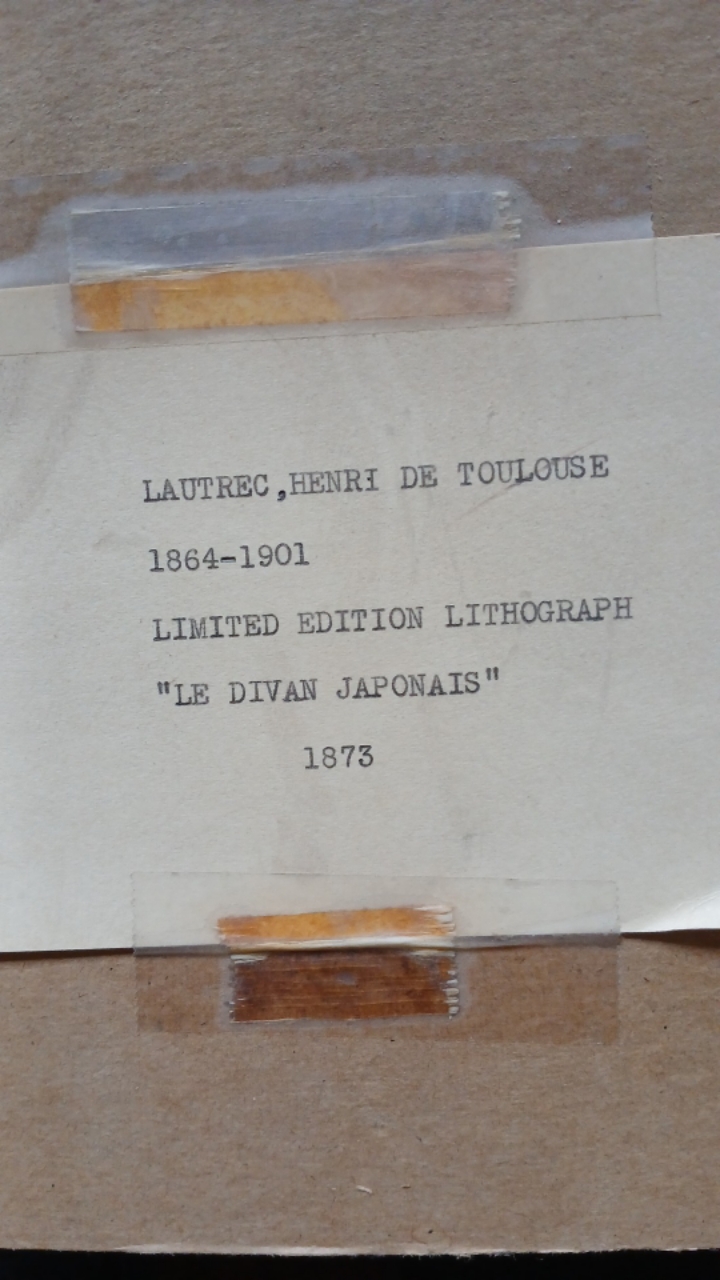 LAUTREC,HENRI DE TOULOUSE
1864-1901
LIMITED EDITION LITHOGRAPH
"LE DIVAN JAPONAIS"
1873